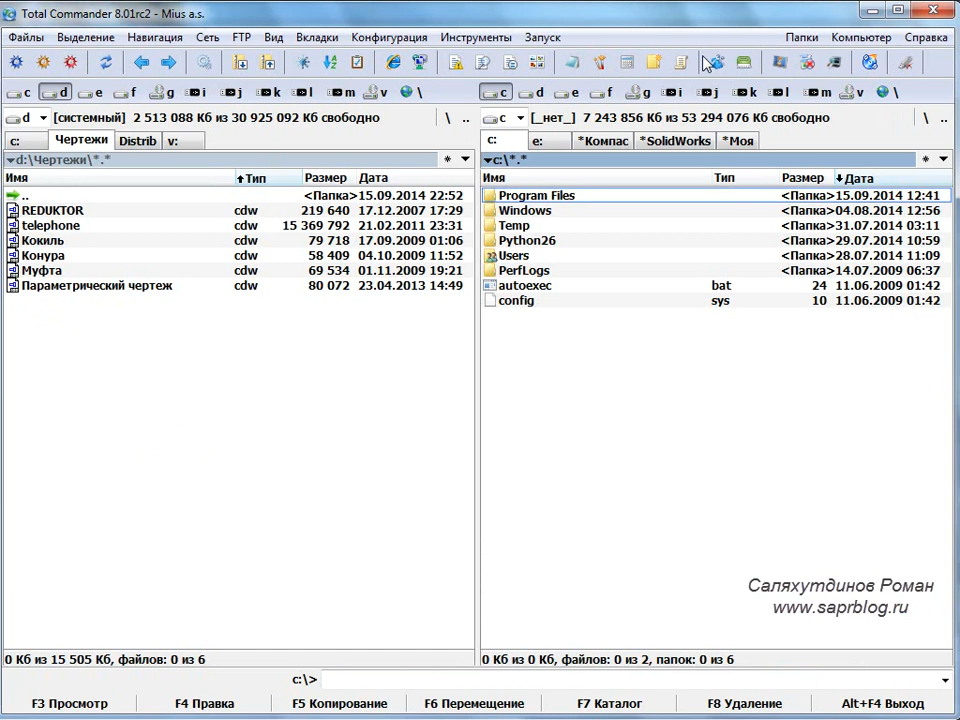 Total Commander 8.01rc2 - Mius a.s.
Файлы Выделение Навигация Сеть FTP Вид Вкладки Конфигурация Инструменты Запуск Папки Компьютер Справка
c d e f g i j k l m v \ c d e f g i j k l m v \
d [системный] 2 513 088 Кб из 30 925 092 Кб свободно \ .. c [_нет_] 7 243 856 Кб из 53 294 076 Кб свободно \ ..
c: Чертежи Distrib v: c: e: *Компас *SolidWorks *Моя
d:\Чертежи\*.* * c:\*.* *
Имя Тип Размер Дата Имя Тип Размер Дата
.. <Папка> 15.09.2014 22:52 Program Files <Папка> 15.09.2014 12:41
REDUKTOR cdw 219 640 17.12.2007 17:29 Windows <Папка> 04.08.2014 12:56
telephone cdw 15 369 792 21.02.2011 23:31 Temp <Папка> 31.07.2014 03:11
Кокиль cdw 79 718 17.09.2009 01:06 Python26 <Папка> 29.07.2014 10:59
Конура cdw 58 409 04.10.2009 11:52 Users <Папка> 28.07.2014 11:09
Муфта cdw 69 534 01.11.2009 19:21 PerfLogs <Папка> 14.07.2009 06:37
Параметрический чертеж cdw 80 072 23.04.2013 14:49 autoexec bat 24 11.06.2009 01:42
config sys 10 11.06.2009 01:42
Саляхутдинов Роман
www.saprblog.ru
0 Кб из 15 505 Кб, файлов: 0 из 6 0 Кб из 0 Кб, файлов: 0 из 2, папок: 0 из 6
c:\>
F3 Просмотр F4 Правка F5 Копирование F6 Перемещение F7 Каталог F8 Удаление Alt+F4 Выход